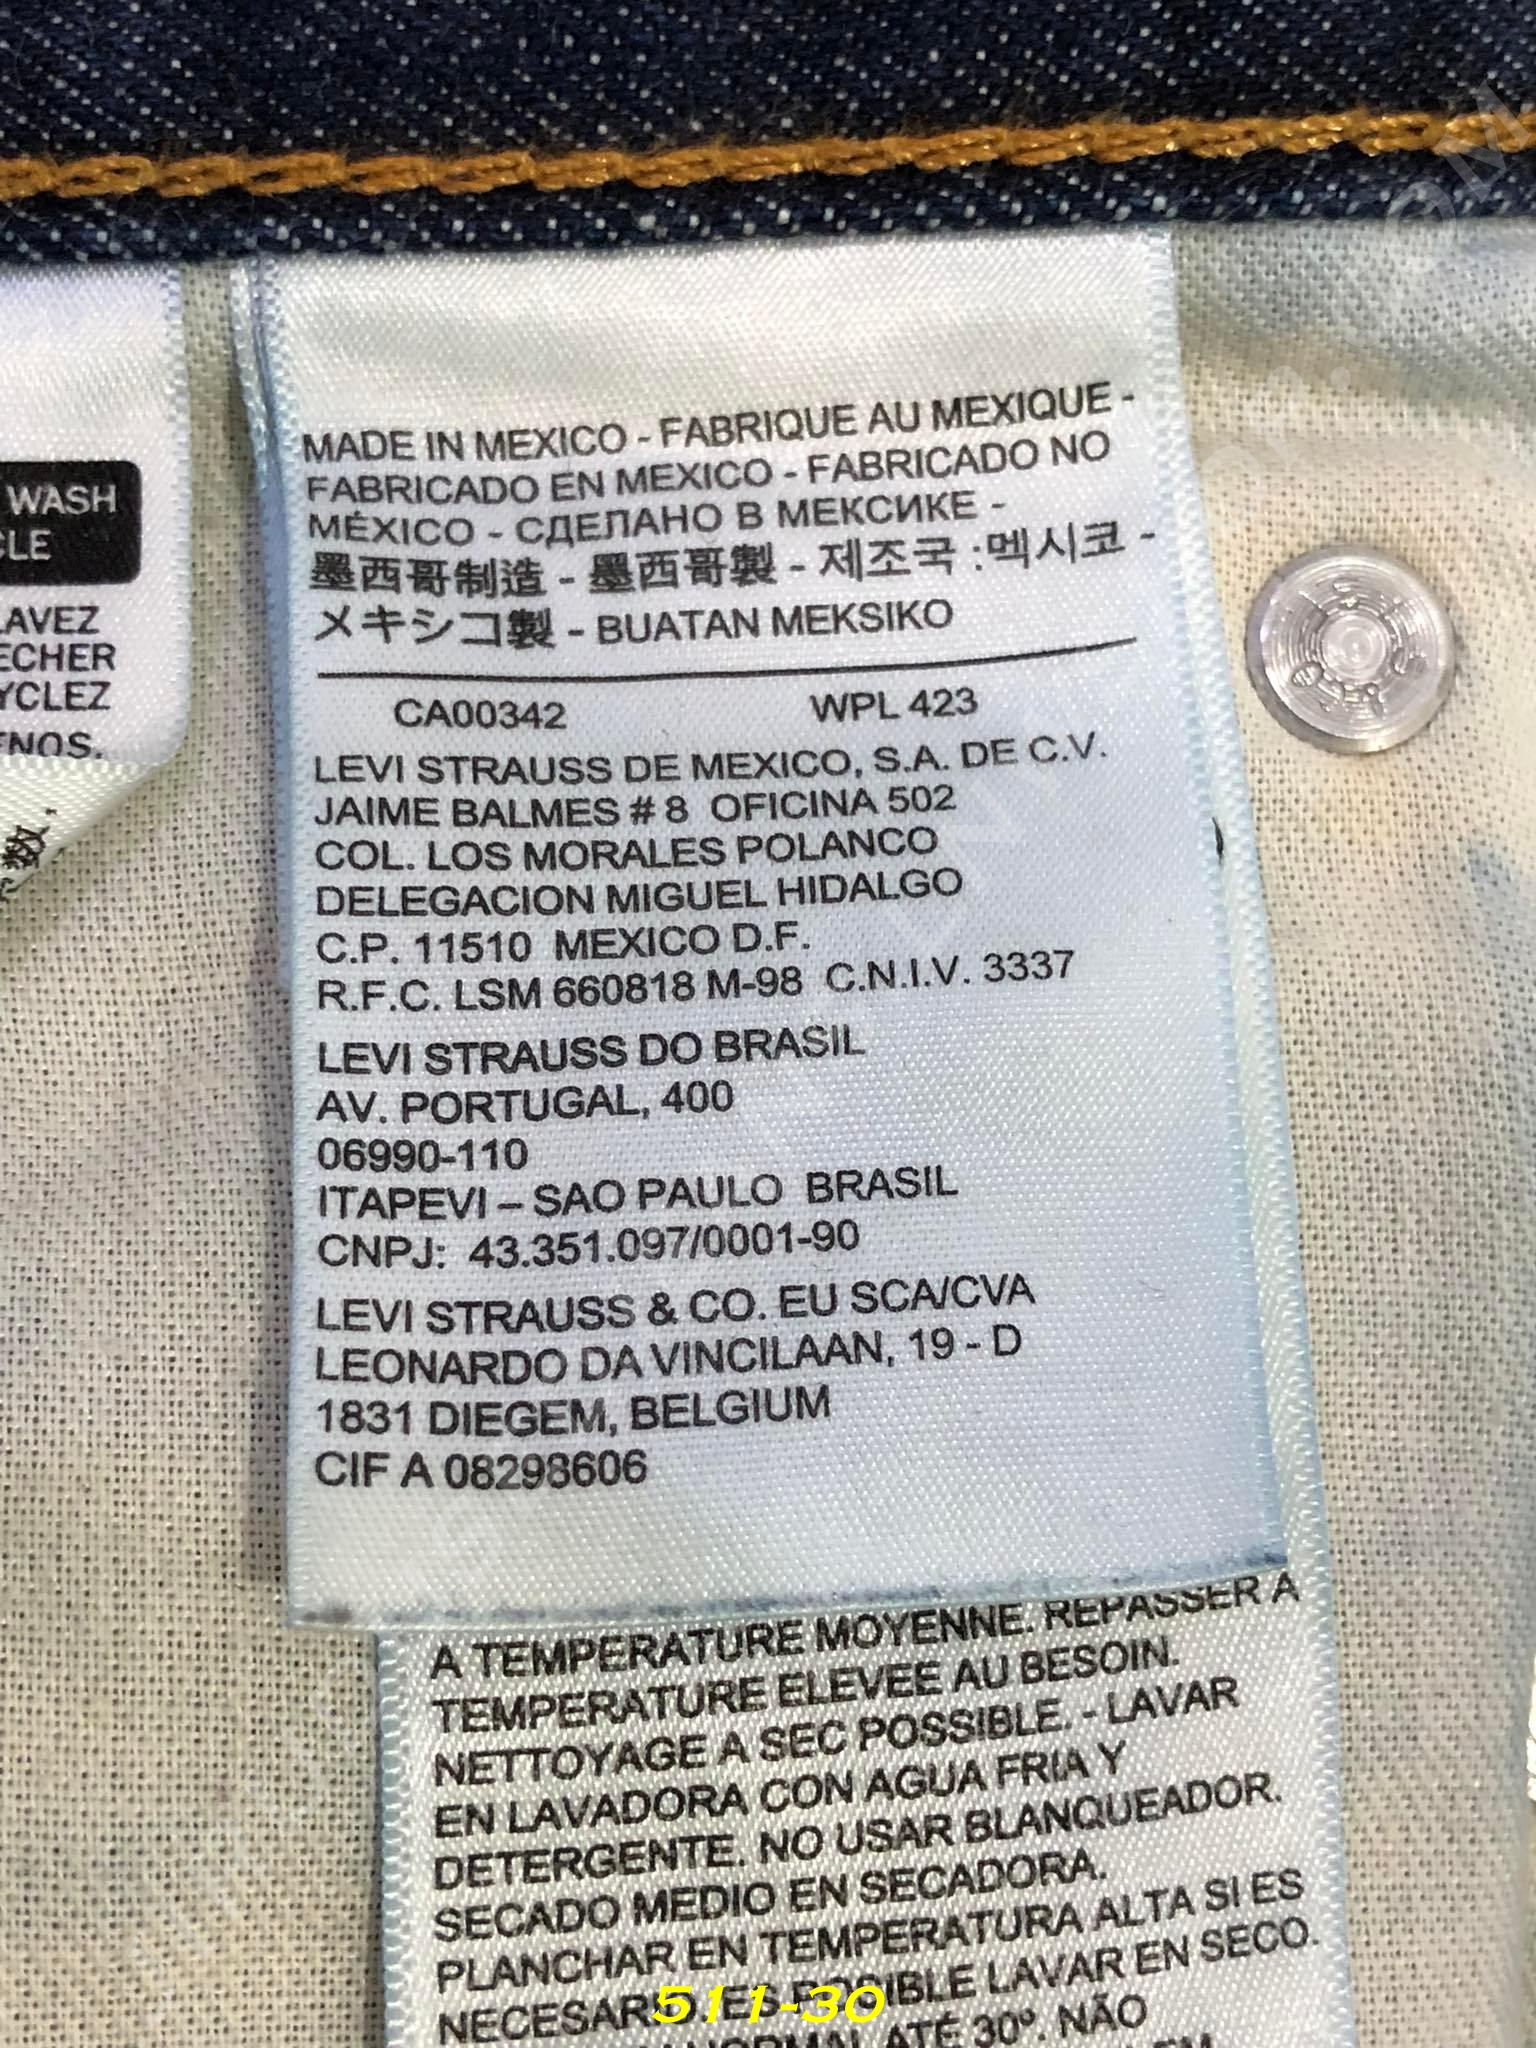 WASH
CLE
LAVEZ
ECHER
YCLEZ
MADE IN MEXICO - FABRIQUE AU MEXIQUE -
FABRICADO EN MEXICO - FABRICADO NO
MÉXICO - СДЕЛАНО В МЕКСИКЕ -
墨西哥制造 - 墨西哥製 - 제조국 :멕시코 -
メキシコ製 - BUATAN MEKSIKO
CA00342 WPL 423
LEVI STRAUSS DE MEXICO, S.A. DE C.V.
JAIME BALMES # 8 OFICINA 502
COL. LOS MORALES POLANCO
DELEGACION MIGUEL HIDALGO
C.P. 11510 MEXICO D.F.
R.F.C. LSM 660818 M-98 C.N.I.V. 3337
LEVI STRAUSS DO BRASIL
AV. PORTUGAL, 400
06990-110
ITAPEVI – SAO PAULO BRASIL
CNPJ: 43.351.097/0001-90
LEVI STRAUSS & CO. EU SCA/CVA
LEONARDO DA VINCILAAN, 19 - D
1831 DIEGEM, BELGIUM
CIF A 08298606
A TEMPERATURE MOYENNE. REPASSER A
TEMPERATURE ELEVEE AU BESOIN.
NETTOYAGE A SEC POSSIBLE. - LAVAR
EN LAVADORA CON AGUA FRIA Y
DETERGENTE. NO USAR BLANQUEADOR.
SECADO MEDIO EN SECADORA.
PLANCHAR EN TEMPERATURA ALTA SI ES
LAVAR EN SECO.
511-30
ATÉ 30º. NÃO